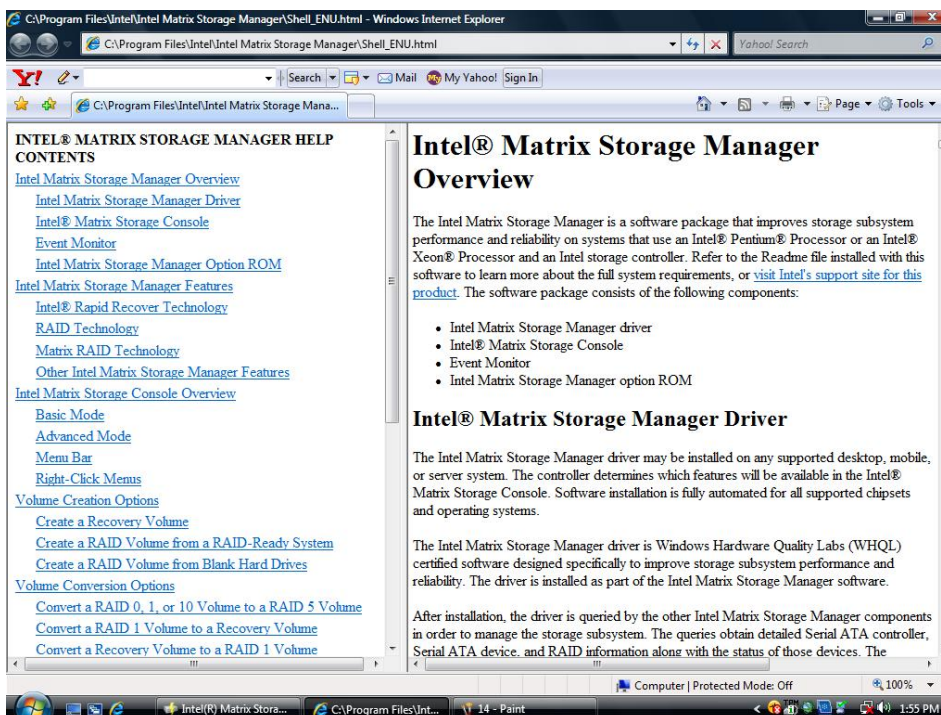 C:\Program Files\Intel\Intel Matrix Storage Manager\Shell_ENU.html - Windows Internet Explorer
C:\Program Files\Intel\Intel Matrix Storage Manager\Shell_ENU.html
Yahoo! Search
Y!
Search
Mail
My Yahoo!
Sign In
C:\Program Files\Intel\Intel Matrix Storage Mana...
Page
Tools
INTEL® MATRIX STORAGE MANAGER HELP
CONTENTS
Intel Matrix Storage Manager Overview
Intel Matrix Storage Manager Driver
Intel® Matrix Storage Console
Event Monitor
Intel Matrix Storage Manager Option ROM
Intel Matrix Storage Manager Features
Intel® Rapid Recover Technology
RAID Technology
Matrix RAID Technology
Other Intel Matrix Storage Manager Features
Intel Matrix Storage Console Overview
Basic Mode
Advanced Mode
Menu Bar
Right-Click Menus
Volume Creation Options
Create a Recovery Volume
Create a RAID Volume from a RAID-Ready System
Create a RAID Volume from Blank Hard Drives
Volume Conversion Options
Convert a RAID 0, 1, or 10 Volume to a RAID 5 Volume
Convert a RAID 1 Volume to a Recovery Volume
Convert a Recovery Volume to a RAID 1 Volume
Intel® Matrix Storage Manager
Overview
The Intel Matrix Storage Manager is a software package that improves storage subsystem
performance and reliability on systems that use an Intel® Pentium® Processor or an Intel®
Xeon® Processor and an Intel storage controller. Refer to the Readme file installed with this
software to learn more about the full system requirements, or visit Intel's support site for this
product. The software package consists of the following components:
• Intel Matrix Storage Manager driver
• Intel® Matrix Storage Console
• Event Monitor
• Intel Matrix Storage Manager option ROM
Intel® Matrix Storage Manager Driver
The Intel Matrix Storage Manager driver may be installed on any supported desktop, mobile,
or server system. The controller determines which features will be available in the Intel®
Matrix Storage Console. Software installation is fully automated for all supported chipsets
and operating systems.
The Intel Matrix Storage Manager driver is Windows Hardware Quality Labs (WHQL)
certified software designed specifically to improve storage subsystem performance and
reliability. The driver is installed as part of the Intel Matrix Storage Manager software.
After installation, the driver is queried by the other Intel Matrix Storage Manager components
in order to manage the storage subsystem. The queries obtain detailed Serial ATA controller,
Serial ATA device, and RAID information along with the status of those devices. The
Computer | Protected Mode: Off
100%
Intel(R) Matrix Stora...
C:\Program Files\Int...
14 - Paint
1:55 PM